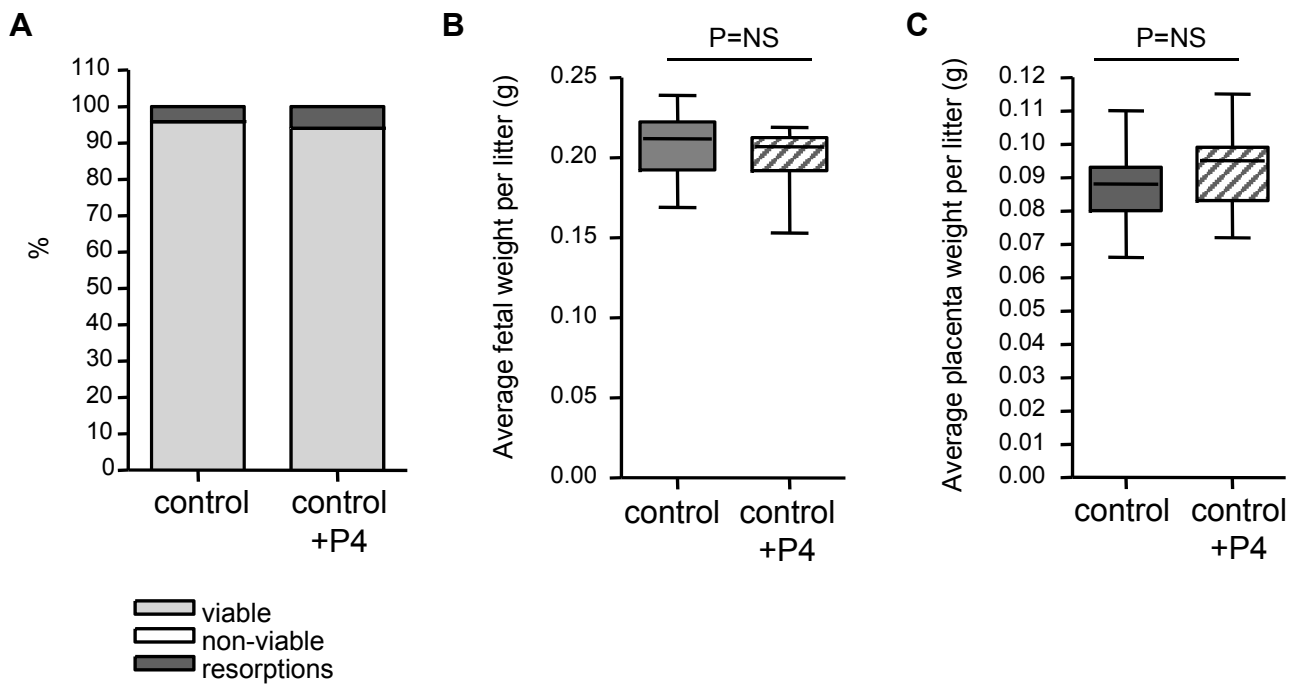 A
110
100
90
80
70
60
50
40
30
20
10
0
%
control
control
+P4
viable
non-viable
resorptions
B
P=NS
Average fetal weight per litter (g)
0.25
0.20
0.15
0.10
0.05
0.00
control
control
+P4
C
P=NS
Average placenta weight per litter (g)
0.12
0.11
0.10
0.09
0.08
0.07
0.06
0.05
0.04
0.03
0.02
0.01
0.00
control
control
+P4